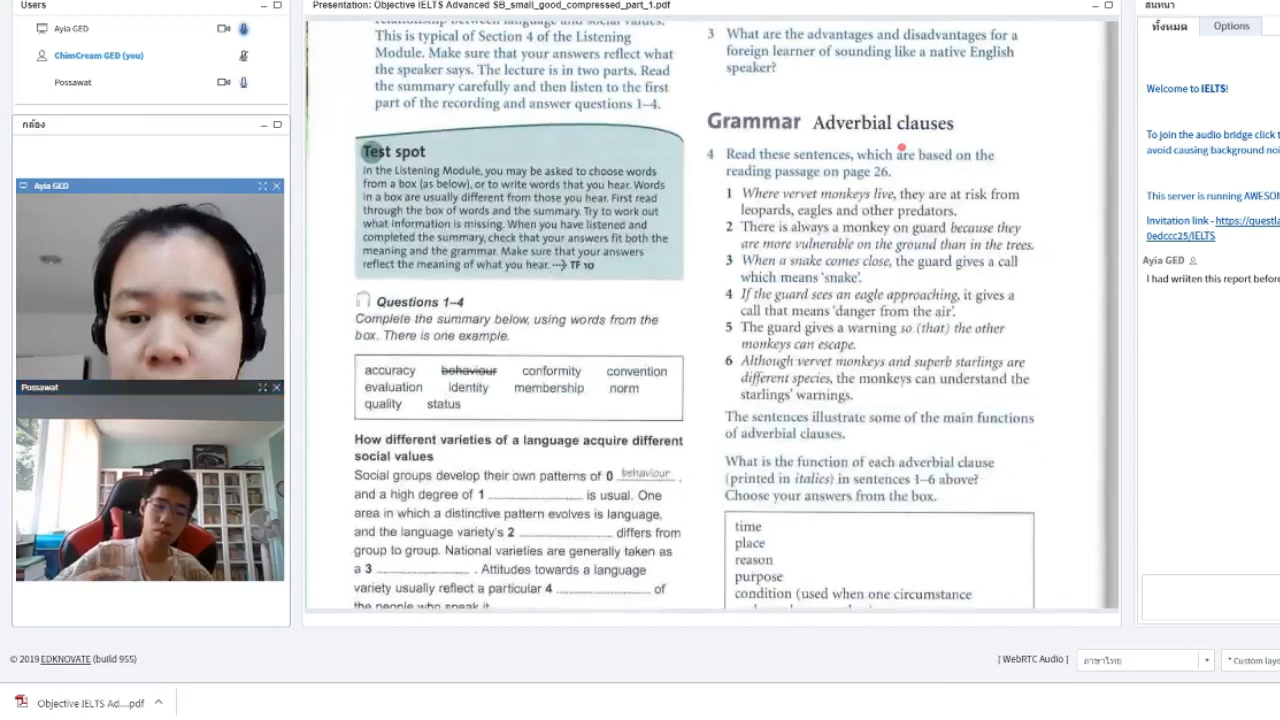 Users
Ayia GED
ChimCream GED (you)
Possawat
กล้อง
Ayia GED
Possawat
Presentation: Objective IELTS Advanced SB_small_good_compressed_part_1.pdf
relationship between language and social values.
This is typical of Section 4 of the Listening
Module. Make sure that your answers reflect what
the speaker says. The lecture is in two parts. Read
the summary carefully and then listen to the first
part of the recording and answer questions 1–4.
Test spot
In the Listening Module, you may be asked to choose words
from a box (as below), or to write words that you hear. Words
in a box are usually different from those you hear. First read
through the box of words and the summary. Try to work out
what information is missing. When you have listened and
completed the summary, check that your answers fit both the
meaning and the grammar. Make sure that your answers
reflect the meaning of what you hear. ⇢ TF 10
Questions 1–4
Complete the summary below, using words from the
box. There is one example.
accuracy behaviour conformity convention
evaluation identity membership norm
quality status
How different varieties of a language acquire different
social values
Social groups develop their own patterns of 0 behaviour ,
and a high degree of 1 .............................. is usual. One
area in which a distinctive pattern evolves is language,
and the language variety's 2 .............................. differs from
group to group. National varieties are generally taken as
a 3 .............................. . Attitudes towards a language
variety usually reflect a particular 4 .............................. of
the people who speak it.
3 What are the advantages and disadvantages for a
foreign learner of sounding like a native English
speaker?
Grammar Adverbial clauses
4 Read these sentences, which are based on the
reading passage on page 26.
1 Where vervet monkeys live, they are at risk from
leopards, eagles and other predators.
2 There is always a monkey on guard because they
are more vulnerable on the ground than in the trees.
3 When a snake comes close, the guard gives a call
which means 'snake'.
4 If the guard sees an eagle approaching, it gives a
call that means 'danger from the air'.
5 The guard gives a warning so (that) the other
monkeys can escape.
6 Although vervet monkeys and superb starlings are
different species, the monkeys can understand the
starlings' warnings.
The sentences illustrate some of the main functions
of adverbial clauses.
What is the function of each adverbial clause
(printed in italics) in sentences 1–6 above?
Choose your answers from the box.
time
place
reason
purpose
condition (used when one circumstance
สนทนา
ทั้งหมด Options
Welcome to IELTS!
To join the audio bridge click t
avoid causing background noi
This server is running AWESON
Invitation link - https://questla
0edccc25/IELTS
Ayia GED
I had wriiten this report before
© 2019 EDKNOVATE (build 955)
[ WebRTC Audio ] ภาษาไทย * Custom layo
Objective IELTS Ad....pdf